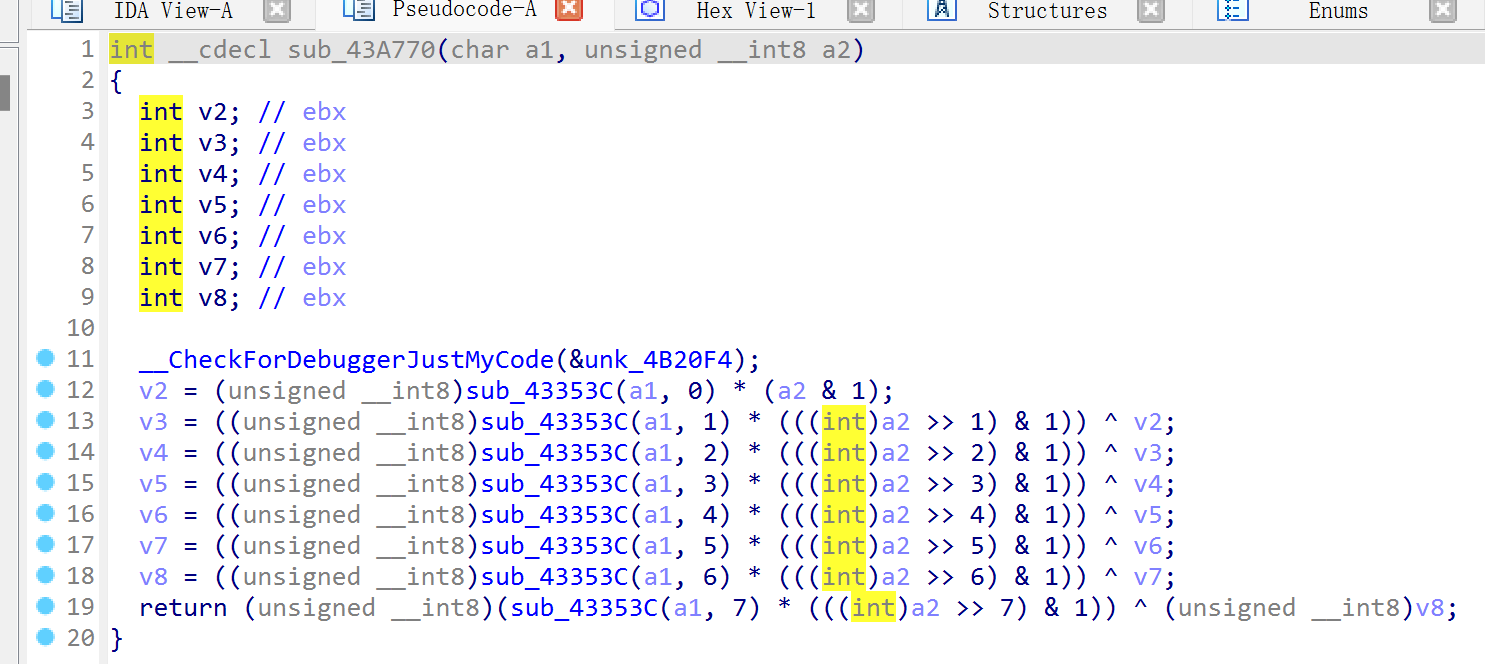 IDA View-A Pseudocode-A Hex View-1 Structures Enums
1 int __cdecl sub_43A770(char a1, unsigned __int8 a2)
2 {
3   int v2; // ebx
4   int v3; // ebx
5   int v4; // ebx
6   int v5; // ebx
7   int v6; // ebx
8   int v7; // ebx
9   int v8; // ebx
10
11   __CheckForDebuggerJustMyCode(&unk_4B20F4);
12   v2 = (unsigned __int8)sub_43353C(a1, 0) * (a2 & 1);
13   v3 = ((unsigned __int8)sub_43353C(a1, 1) * (((int)a2 >> 1) & 1)) ^ v2;
14   v4 = ((unsigned __int8)sub_43353C(a1, 2) * (((int)a2 >> 2) & 1)) ^ v3;
15   v5 = ((unsigned __int8)sub_43353C(a1, 3) * (((int)a2 >> 3) & 1)) ^ v4;
16   v6 = ((unsigned __int8)sub_43353C(a1, 4) * (((int)a2 >> 4) & 1)) ^ v5;
17   v7 = ((unsigned __int8)sub_43353C(a1, 5) * (((int)a2 >> 5) & 1)) ^ v6;
18   v8 = ((unsigned __int8)sub_43353C(a1, 6) * (((int)a2 >> 6) & 1)) ^ v7;
19   return (unsigned __int8)(sub_43353C(a1, 7) * (((int)a2 >> 7) & 1)) ^ (unsigned __int8)v8;
20 }